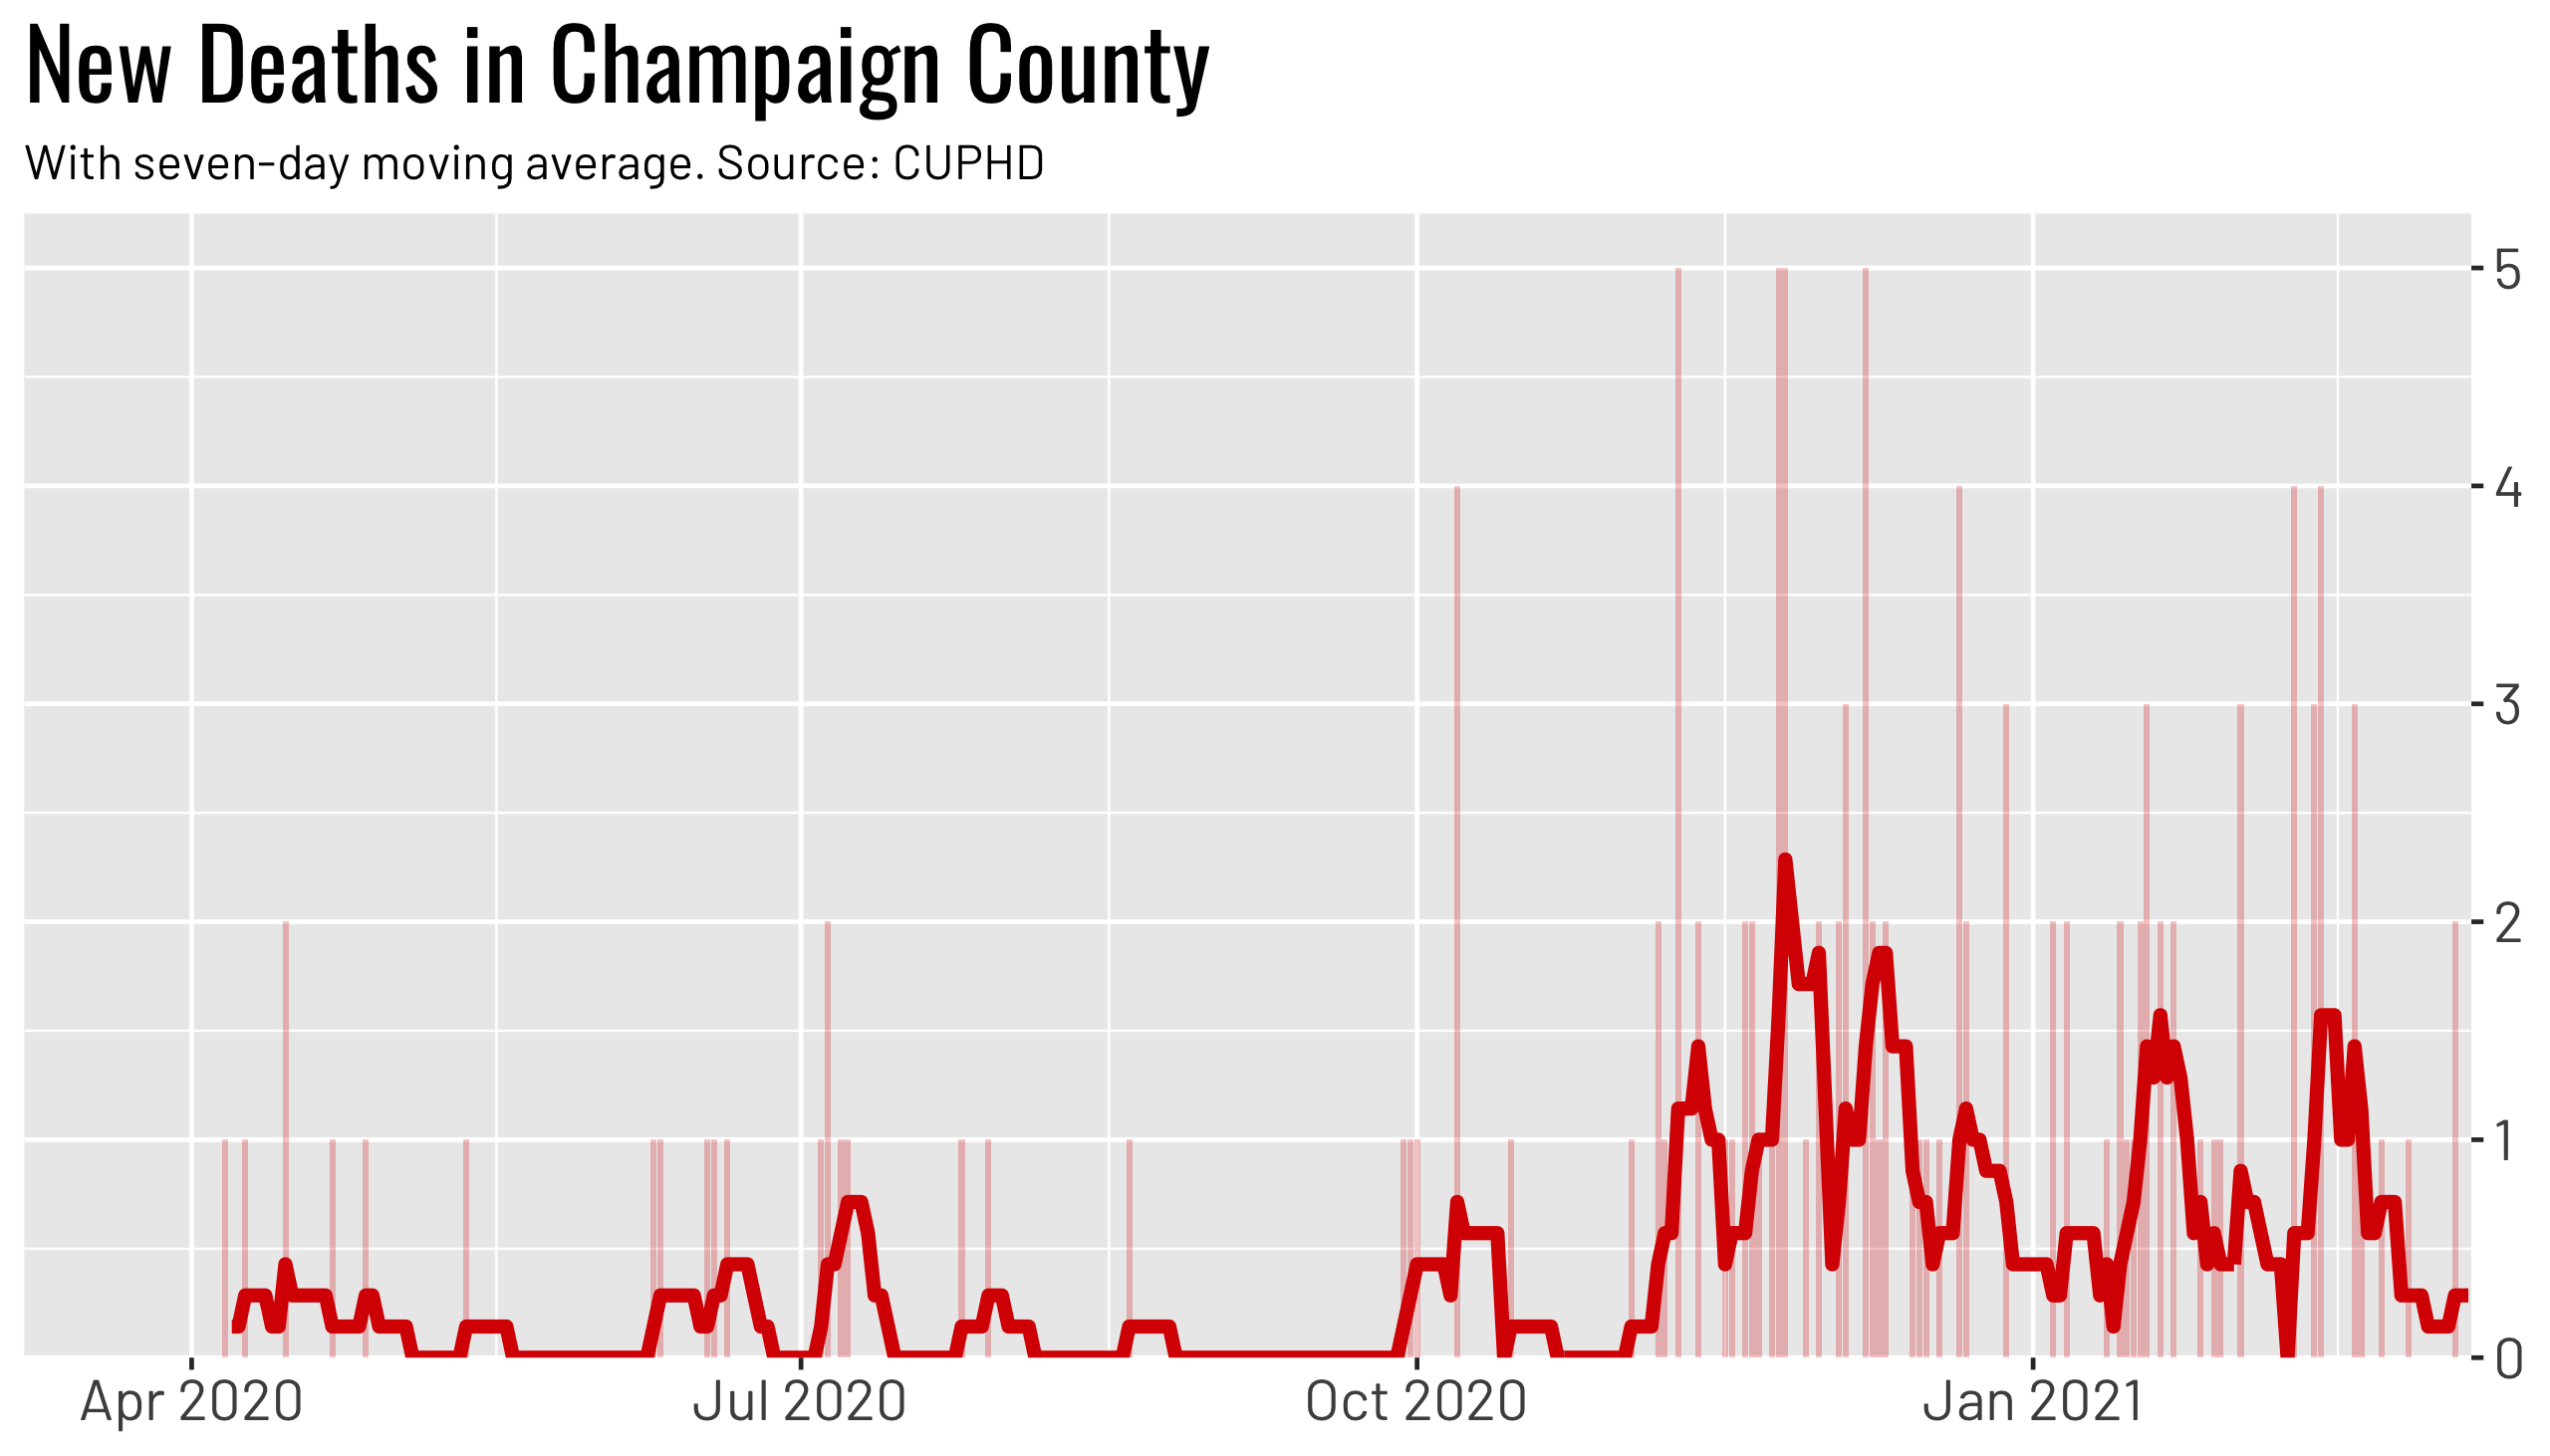 New Deaths in Champaign County
With seven-day moving average. Source: CUPHD
5
4
3
2
1
0
Apr 2020 Jul 2020 Oct 2020 Jan 2021